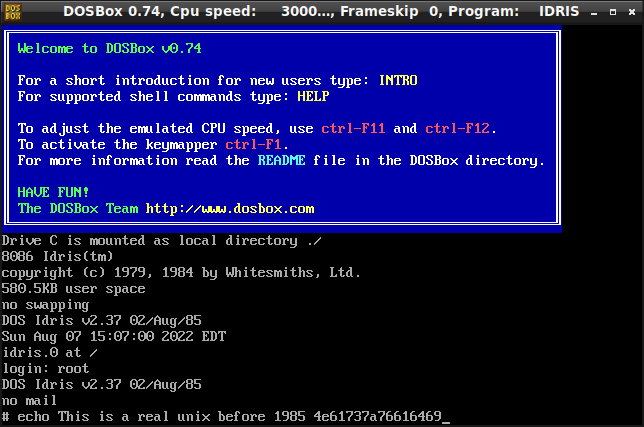 DOS BOX
DOSBox 0.74, Cpu speed: 3000..., Frameskip 0, Program: IDRIS
Welcome to DOSBox v0.74
For a short introduction for new users type: INTRO
For supported shell commands type: HELP
To adjust the emulated CPU speed, use ctrl-F11 and ctrl-F12.
To activate the keymapper ctrl-F1.
For more information read the README file in the DOSBox directory.
HAVE FUN!
The DOSBox Team http://www.dosbox.com
Drive C is mounted as local directory ./
8086 Idris(tm)
copyright (c) 1979, 1984 by Whitesmiths, Ltd.
580.5KB user space
no swapping
DOS Idris v2.37 02/Aug/85
Sun Aug 07 15:07:00 2022 EDT
idris.0 at /
login: root
DOS Idris v2.37 02/Aug/85
no mail
# echo This is a real unix before 1985 4e61737a76616469_